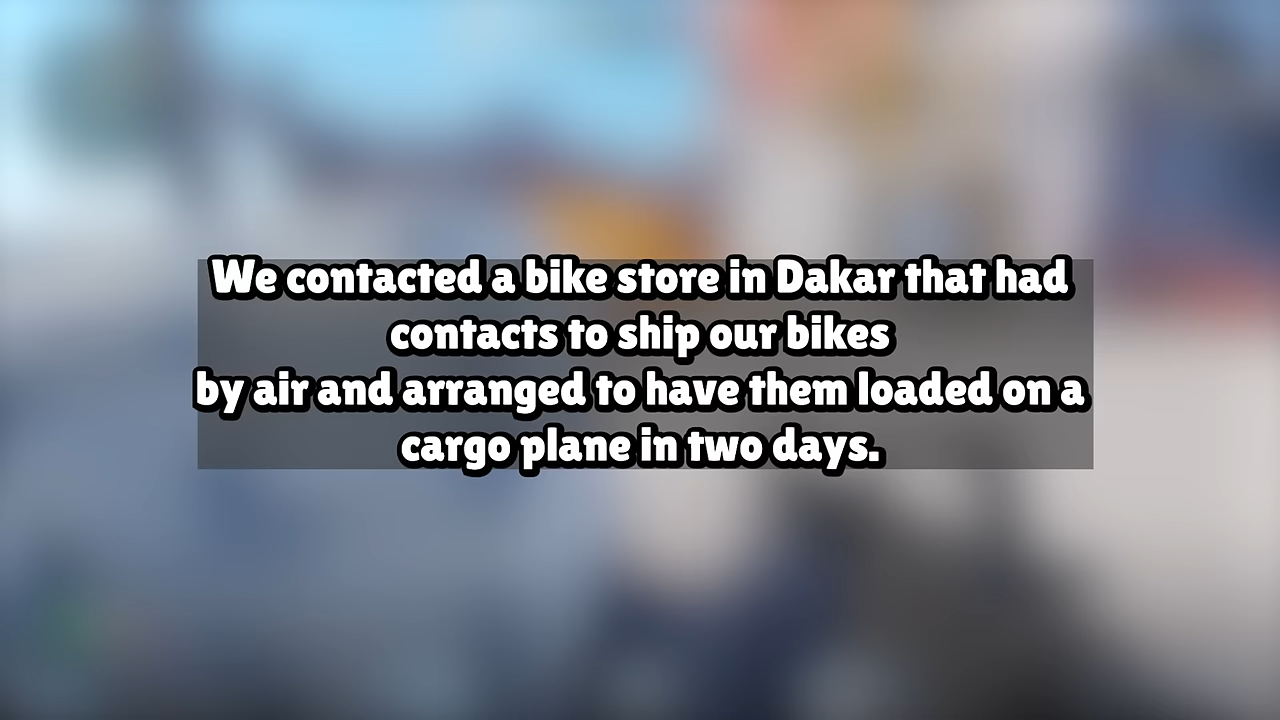 We contacted a bike store in Dakar that had
contacts to ship our bikes
by air and arranged to have them loaded on a
cargo plane in two days.